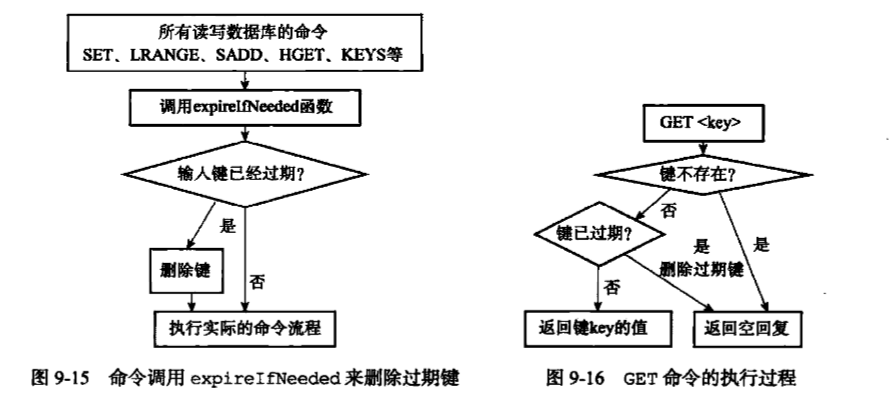 所有读写数据库的命令
SET、LRANGE、SADD、HGET、KEYS等
调用expireIfNeeded函数
输入键已经过期?
是
删除键
否
执行实际的命令流程
图 9-15 命令调用 expireIfNeeded 来删除过期键
GET <key>
键不存在?
否
键已过期?
是
删除过期键
是
否
返回键key的值
返回空回复
图 9-16 GET 命令的执行过程